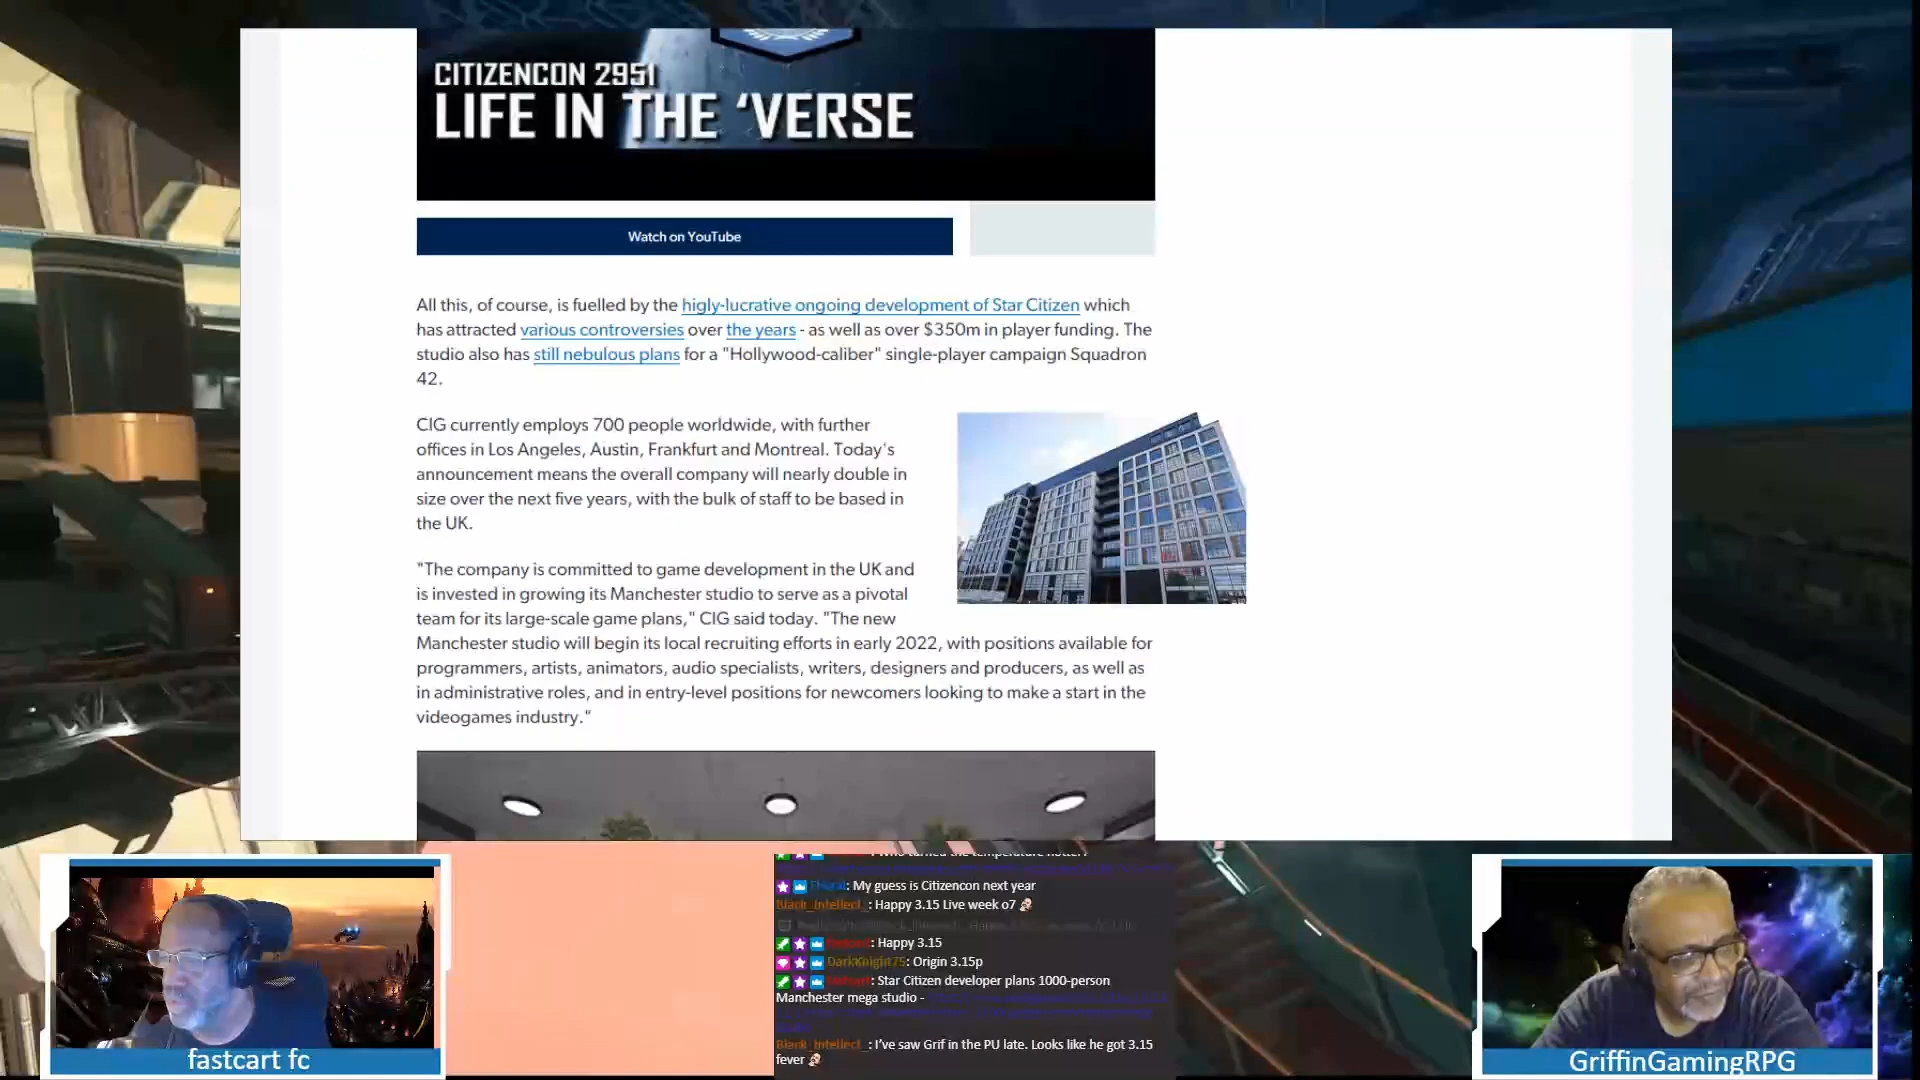 CITIZENCON 2951
LIFE IN THE ‘VERSE
Watch on YouTube
All this, of course, is fuelled by the higly-lucrative ongoing development of Star Citizen which
has attracted various controversies over the years - as well as over $350m in player funding. The
studio also has still nebulous plans for a "Hollywood-caliber" single-player campaign Squadron
42.
CIG currently employs 700 people worldwide, with further
offices in Los Angeles, Austin, Frankfurt and Montreal. Today's
announcement means the overall company will nearly double in
size over the next five years, with the bulk of staff to be based in
the UK.
"The company is committed to game development in the UK and
is invested in growing its Manchester studio to serve as a pivotal
team for its large-scale game plans," CIG said today. "The new
Manchester studio will begin its local recruiting efforts in early 2022, with positions available for
programmers, artists, animators, audio specialists, writers, designers and producers, as well as
in administrative roles, and in entry-level positions for newcomers looking to make a start in the
videogames industry."
: My guess is Citizencon next year
Black_Intellect_: Happy 3.15 Live week o7
: Happy 3.15
DarkKnight75: Origin 3.15p
: Star Citizen developer plans 1000-person
Manchester mega studio -
Black_Intellect_: I've saw Grif in the PU late. Looks like he got 3.15
fever
fastcart fc
GriffinGamingRPG